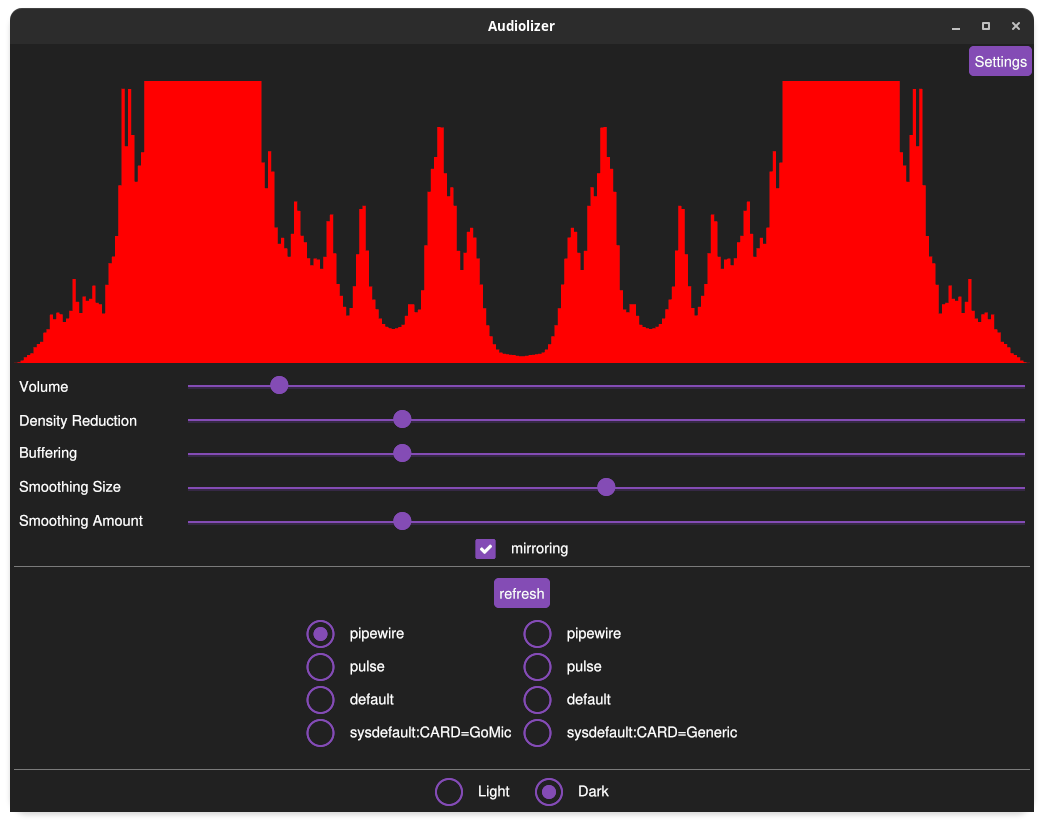 Audiolizer
Settings
Volume
Density Reduction
Buffering
Smoothing Size
Smoothing Amount
mirroring
refresh
pipewire pipewire
pulse pulse
default default
sysdefault:CARD=GoMic sysdefault:CARD=Generic
Light Dark